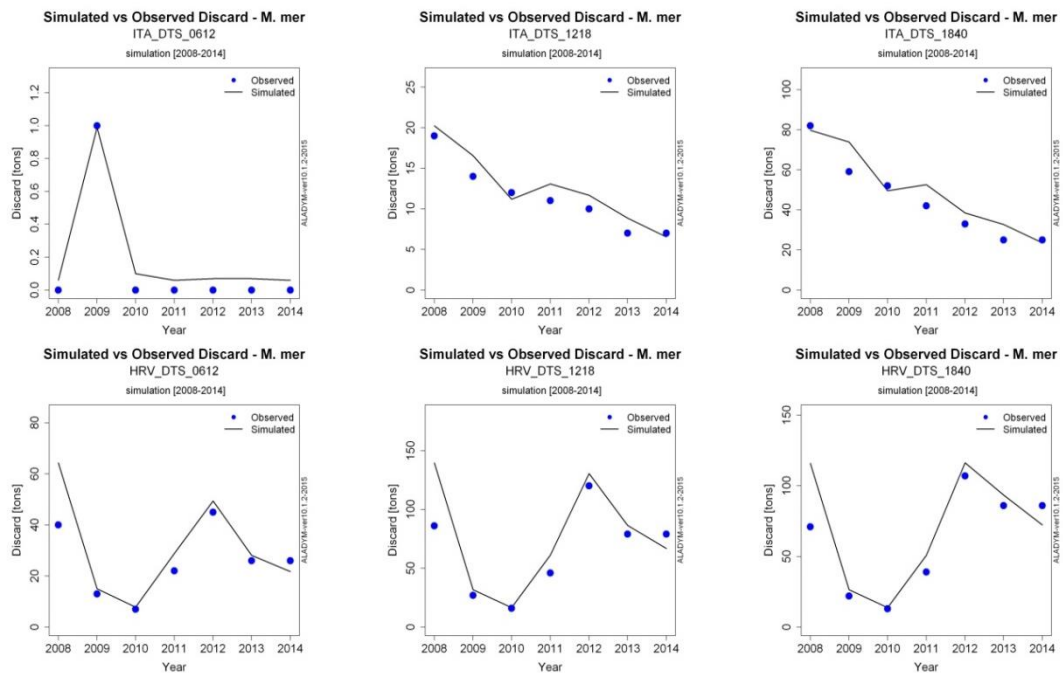 Simulated vs Observed Discard - M. mer
ITA_DTS_0612
simulation [2008-2014]
Observed
Simulated
Discard [tons]
1.2
1.0
0.8
0.6
0.4
0.2
0.0
ALADYM-ver10.1.2-2015
2008 2009 2010 2011 2012 2013 2014
Year
Simulated vs Observed Discard - M. mer
ITA_DTS_1218
simulation [2008-2014]
Observed
Simulated
Discard [tons]
25
20
15
10
5
0
ALADYM-ver10.1.2-2015
2008 2009 2010 2011 2012 2013 2014
Year
Simulated vs Observed Discard - M. mer
ITA_DTS_1840
simulation [2008-2014]
Observed
Simulated
Discard [tons]
100
80
60
40
20
0
ALADYM-ver10.1.2-2015
2008 2009 2010 2011 2012 2013 2014
Year
Simulated vs Observed Discard - M. mer
HRV_DTS_0612
simulation [2008-2014]
Observed
Simulated
Discard [tons]
80
60
40
20
0
ALADYM-ver10.1.2-2015
2008 2009 2010 2011 2012 2013 2014
Year
Simulated vs Observed Discard - M. mer
HRV_DTS_1218
simulation [2008-2014]
Observed
Simulated
Discard [tons]
150
100
50
0
ALADYM-ver10.1.2-2015
2008 2009 2010 2011 2012 2013 2014
Year
Simulated vs Observed Discard - M. mer
HRV_DTS_1840
simulation [2008-2014]
Observed
Simulated
Discard [tons]
150
100
50
0
ALADYM-ver10.1.2-2015
2008 2009 2010 2011 2012 2013 2014
Year